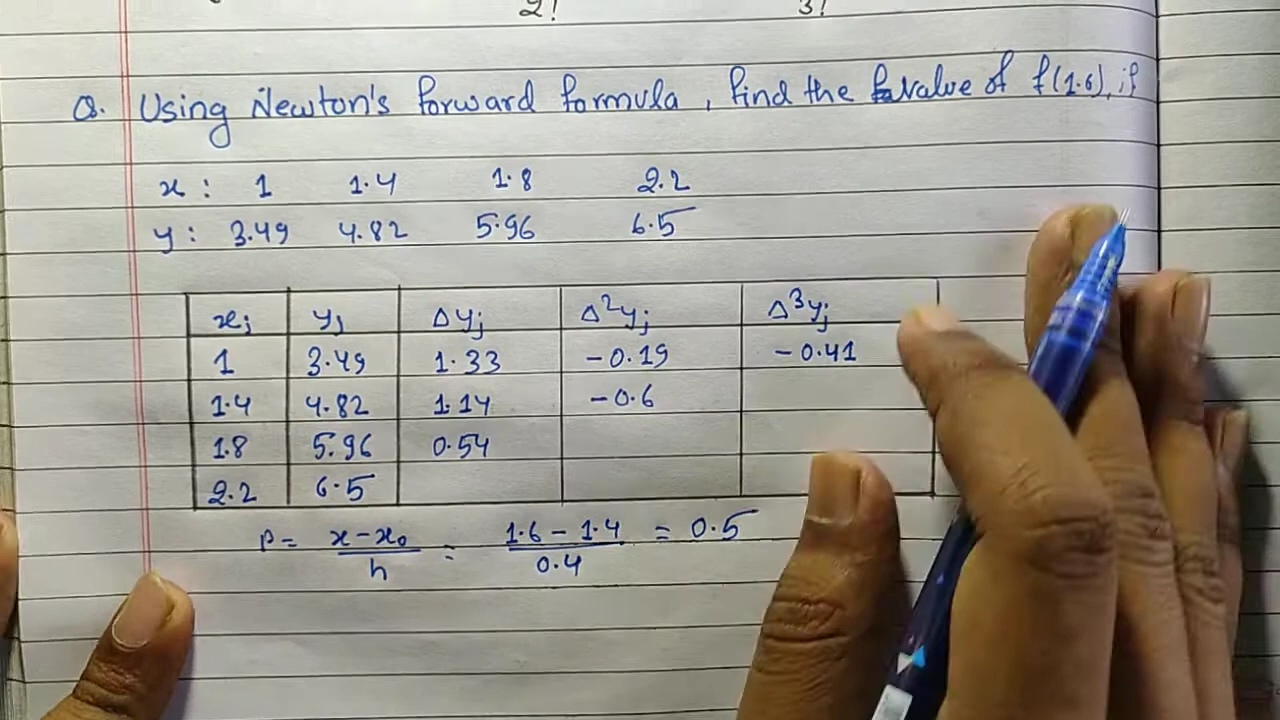 2! 3!
Q. Using Newton's forward formula, find the value of f(1.6), if
x : 1 1.4 1.8 2.2
y : 3.49 4.82 5.96 6.5
xj yj Δyj Δ²yj Δ³yj
1 3.49 1.33 -0.19 -0.41
1.4 4.82 1.14 -0.6
1.8 5.96 0.54
2.2 6.5
P = x-x₀/h = 1.6-1.4/0.4 = 0.5